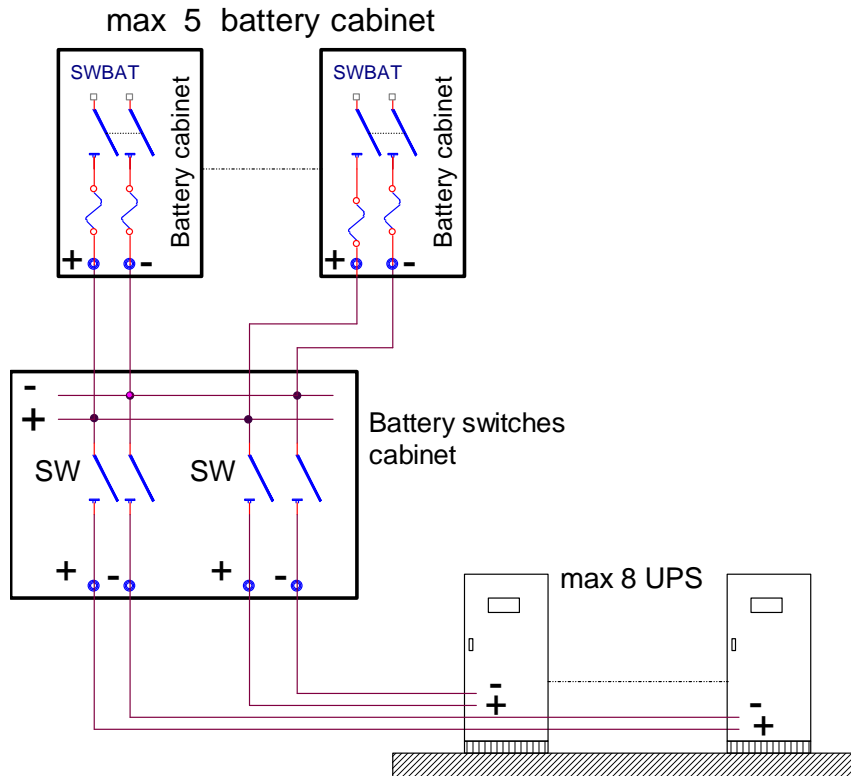 max 5 battery cabinet
SWBAT
Battery cabinet
+ -
SWBAT
Battery cabinet
+ -
-
+
Battery switches
cabinet
SW
SW
+ - + -
max 8 UPS
-
+
-
+